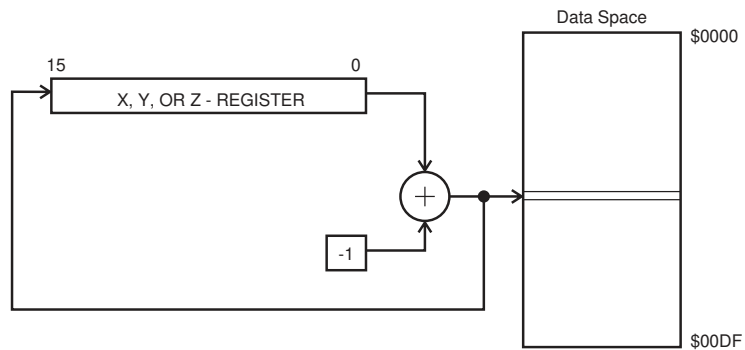 Data Space
$0000
15 0
X, Y, OR Z - REGISTER
+
-1
$00DF